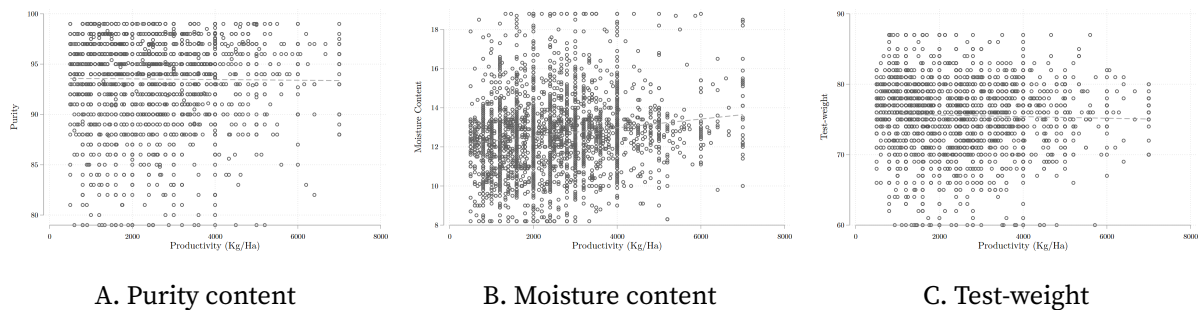 100
95
90
85
80
Purity
0 2000 4000 6000 8000
Productivity (Kg/Ha)
A. Purity content
18
16
14
12
10
8
Moisture Content
0 2000 4000 6000 8000
Productivity (Kg/Ha)
B. Moisture content
90
80
70
60
Test-weight
0 2000 4000 6000 8000
Productivity (Kg/Ha)
C. Test-weight